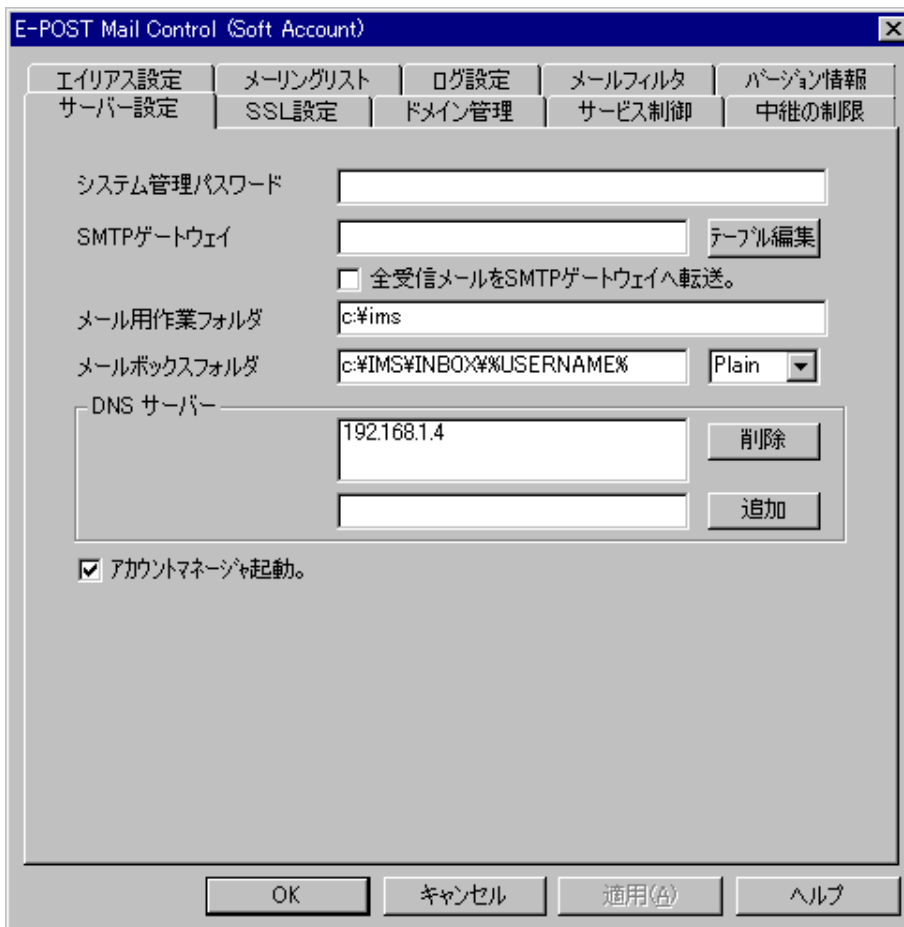 E-POST Mail Control (Soft Account)
エイリアス設定 メーリングリスト ログ設定 メールフィルタ バージョン情報
サーバー設定 SSL設定 ドメイン管理 サービス制御 中継の制限
システム管理パスワード
SMTPゲートウェイ テーブル編集
全受信メールをSMTPゲートウェイへ転送。
メール用作業フォルダ c:¥ims
メールボックスフォルダ c:¥IMS¥INBOX¥%USERNAME% Plain
DNS サーバー
192.168.1.4 削除
追加
アカウントマネージャ起動。
OK キャンセル 適用(A) ヘルプ